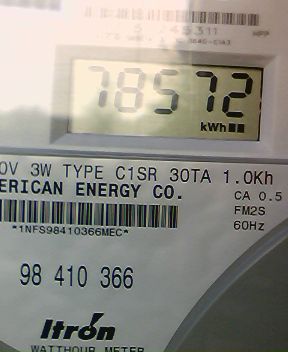 78572
kWh
0V 3W TYPE C1SR 30TA 1.0Kh
ERICAN ENERGY CO.
CA 0.5
FM2S
*1NFS98410366MEC*
60Hz
98 410 366
Itron
WATTHOUR METER